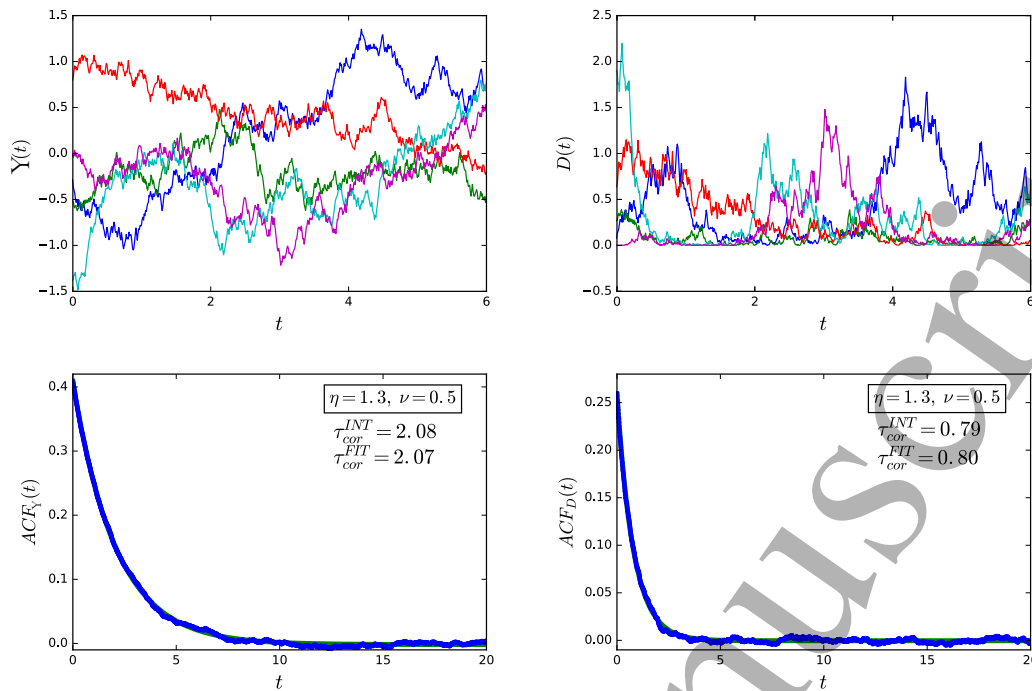 1.5
1.0
0.5
0.0
−0.5
−1.0
−1.5
0 2 4 6
Y(t)
t
2.5
2.0
1.5
1.0
0.5
0.0
−0.5
0 2 4 6
D(t)
t
0.4
0.3
0.2
0.1
0.0
0 5 10 15 20
ACF_Y(t)
t
η = 1.3, ν = 0.5
τ_cor^INT = 2.08
τ_cor^FIT = 2.07
0.25
0.20
0.15
0.10
0.05
0.00
0 5 10 15 20
ACF_D(t)
t
η = 1.3, ν = 0.5
τ_cor^INT = 0.79
τ_cor^FIT = 0.80
nuscri